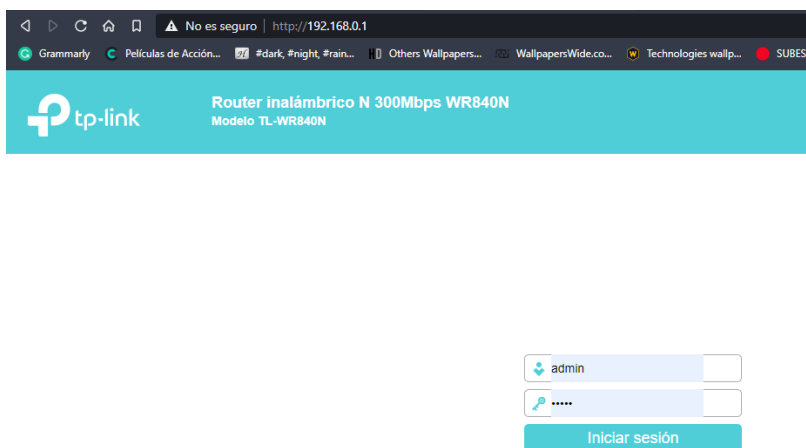 No es seguro | http://192.168.0.1
Grammarly Películas de Acción... #dark, #night, #rain... Others Wallpapers... WallpapersWide.co... Technologies wallp... SUBES
tp-link
Router inalámbrico N 300Mbps WR840N
Modelo TL-WR840N
admin
•••••
Iniciar sesión